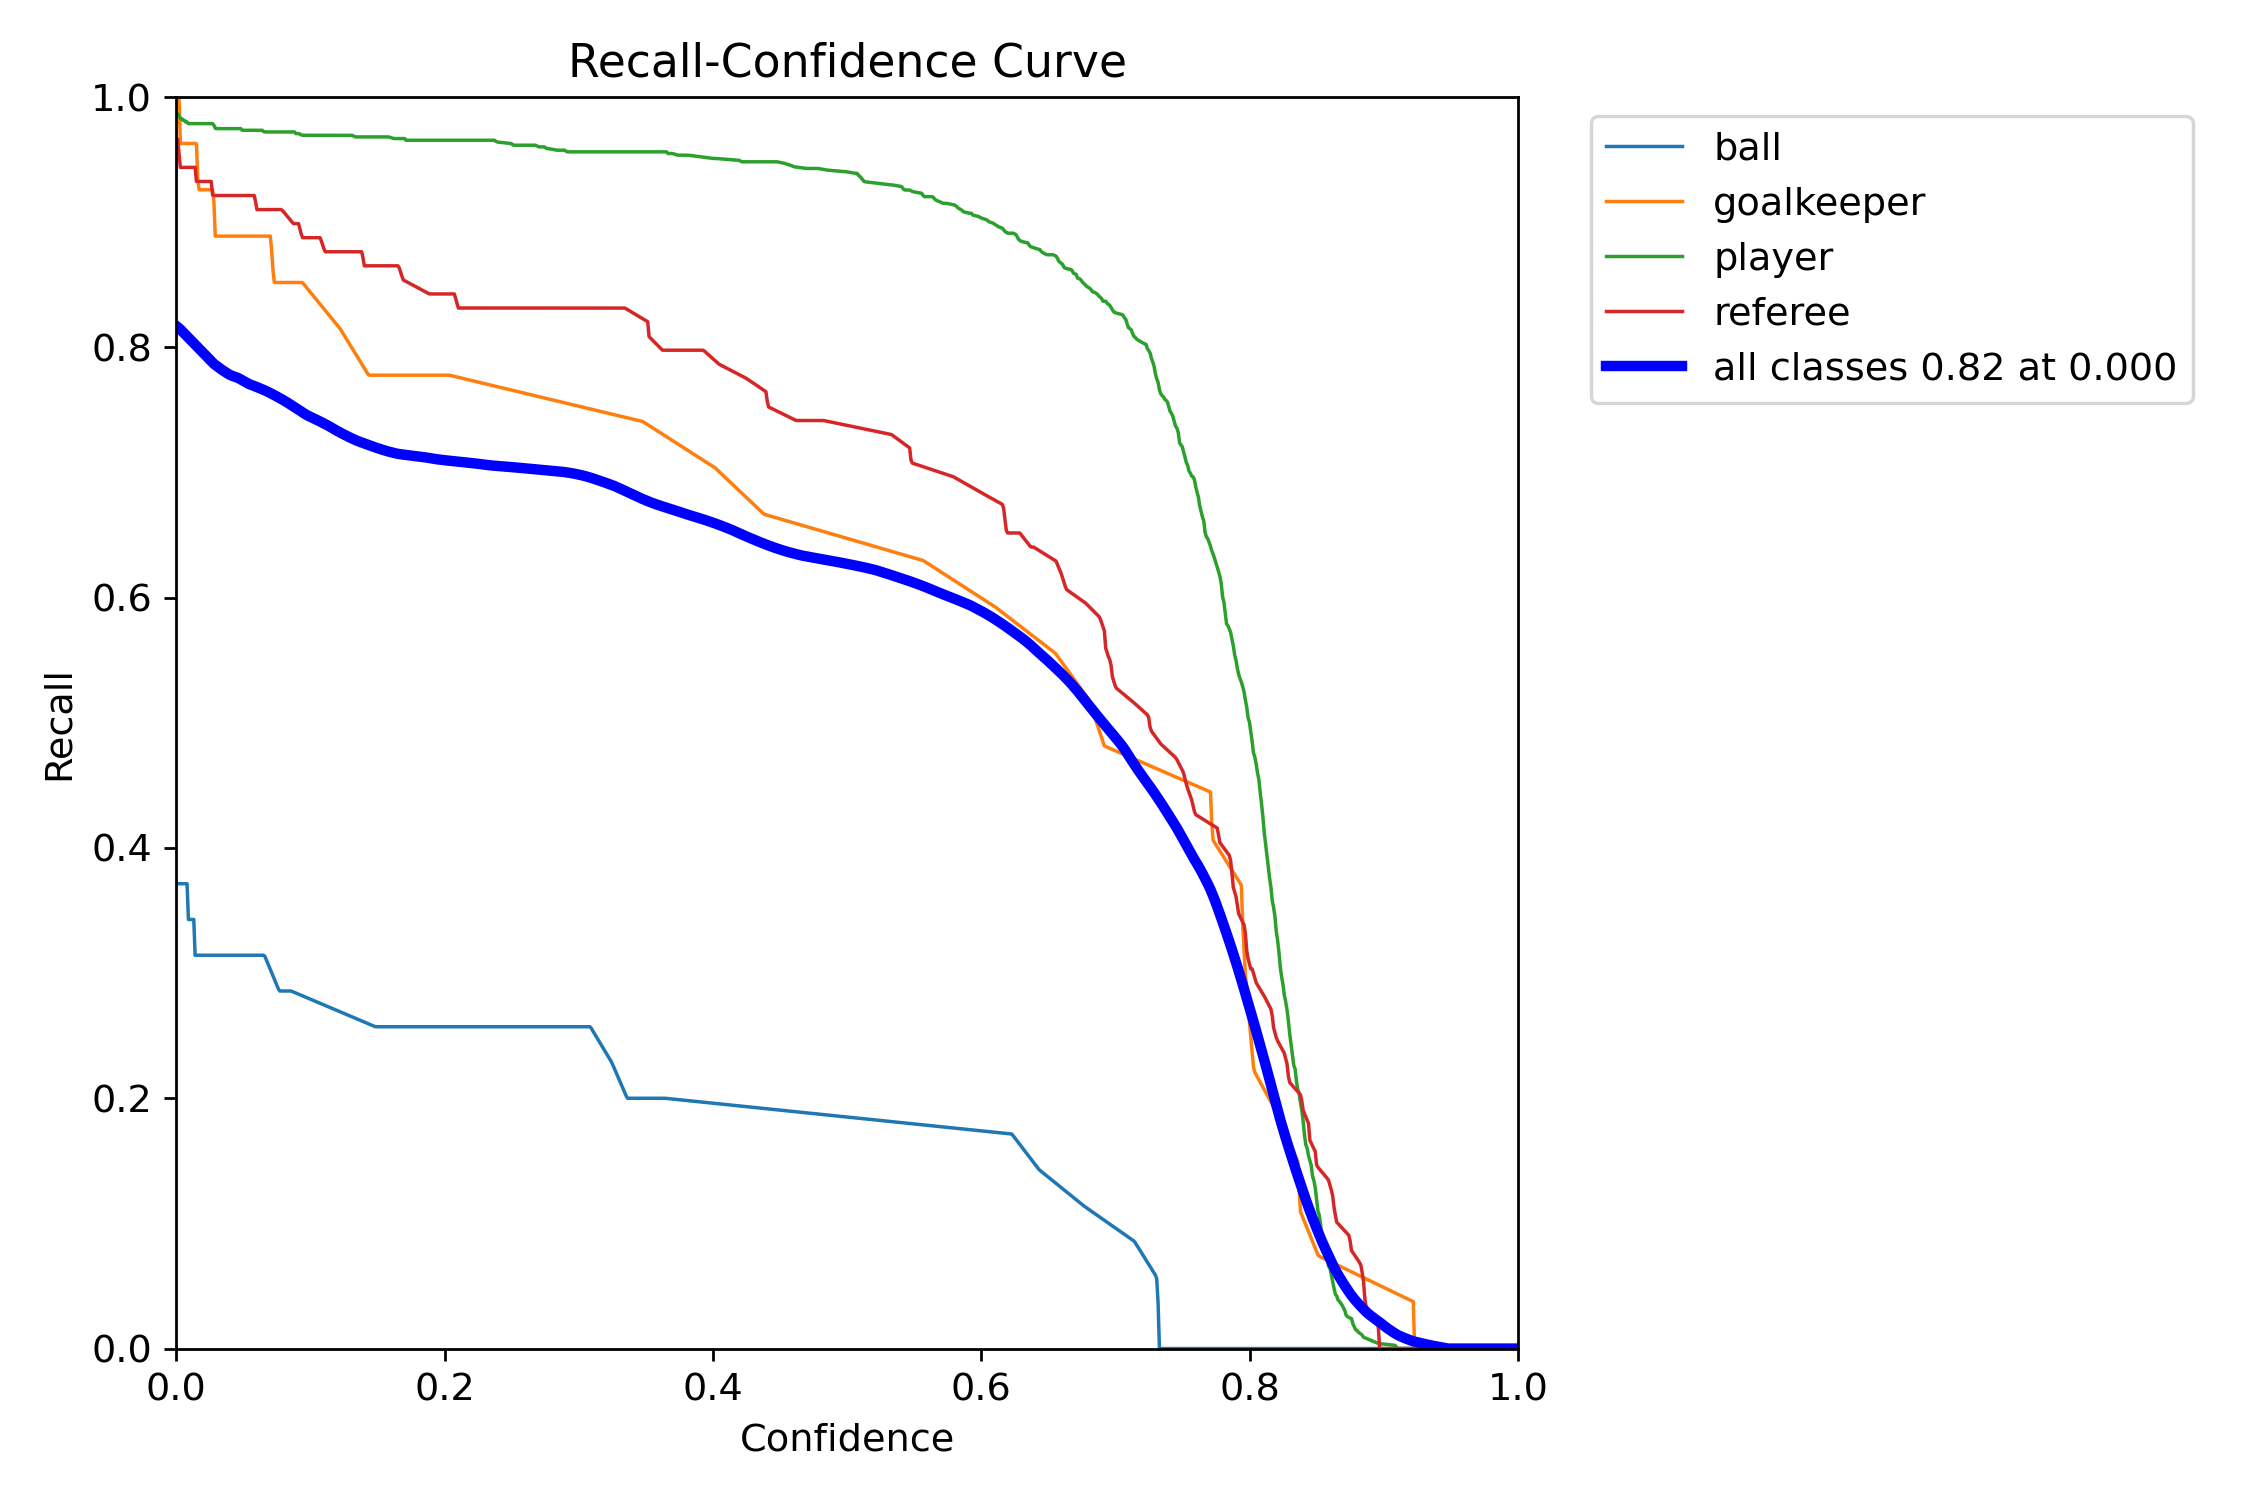 Recall-Confidence Curve
1.0
0.8
0.6
0.4
0.2
0.0
Recall
0.0 0.2 0.4 0.6 0.8 1.0
Confidence
ball
goalkeeper
player
referee
all classes 0.82 at 0.000